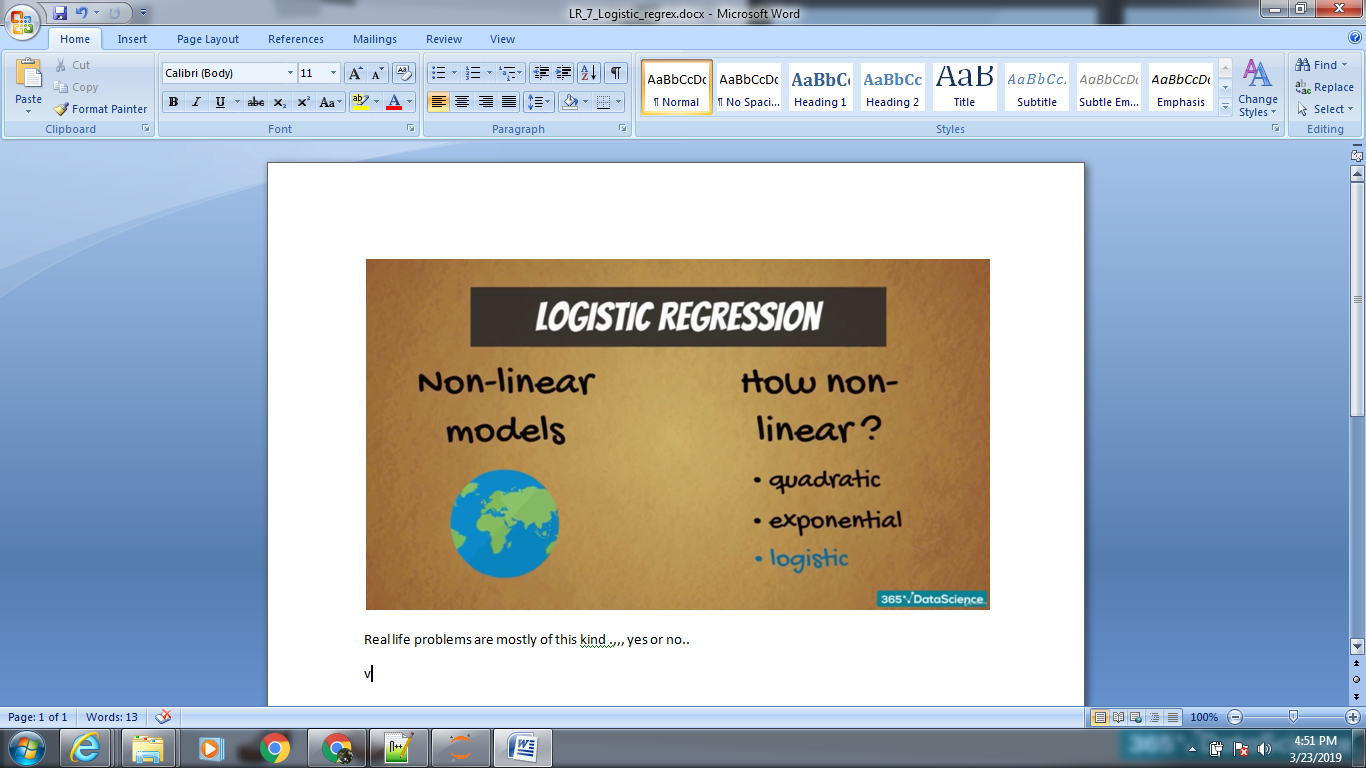 LR_7_Logistic_regrex.docx - Microsoft Word
Home Insert Page Layout References Mailings Review View
Paste
Cut
Copy
Format Painter
Clipboard
Calibri (Body) 11
B I U abc x₂ x² Aa
Font
Paragraph
AaBbCcDc AaBbCcDc AaBbC AaBbCc AaB AaBbCc. AaBbCcDc AaBbCcDc
¶ Normal ¶ No Spaci... Heading 1 Heading 2 Title Subtitle Subtle Em... Emphasis
Styles
Change
Styles
Find
Replace
Select
Editing
LOGISTIC REGRESSION
Non-linear
models
How non-
linear?
• quadratic
• exponential
• logistic
365√DataScience
Real life problems are mostly of this kind .,,, yes or no..
v
Page: 1 of 1 Words: 13
100%
4:51 PM
3/23/2019